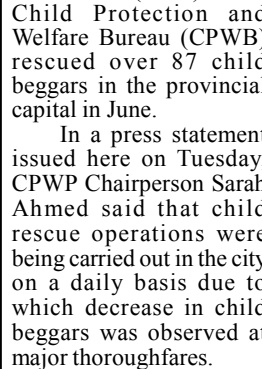 Child Protection and
Welfare Bureau (CPWB)
rescued over 87 child
beggars in the provincial
capital in June.
In a press statement
issued here on Tuesday,
CPWP Chairperson Sarah
Ahmed said that child
rescue operations were
being carried out in the city
on a daily basis due to
which decrease in child
beggars was observed at
major thoroughfares.